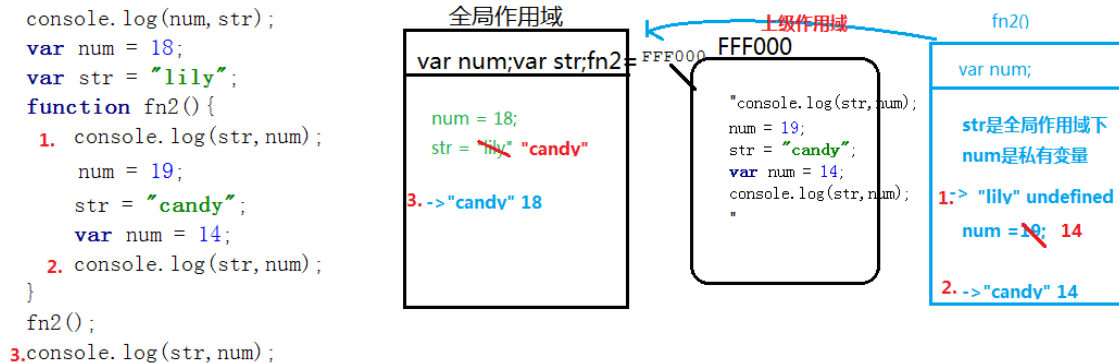 console.log(num,str);
var num = 18;
var str = "lily";
function fn2(){
1. console.log(str,num);
num = 19;
str = "candy";
var num = 14;
2. console.log(str,num);
}
fn2();
3.console.log(str,num);
全局作用域
var num;var str;fn2= FFF000
num = 18;
str = "lily" "candy"
3. ->"candy" 18
上级作用域
FFF000
"console.log(str,num);
num = 19;
str = "candy";
var num = 14;
console.log(str,num);
"
fn2()
var num;
str是全局作用域下
num是私有变量
1.-> "lily" undefined
num =19; 14
2. ->"candy" 14